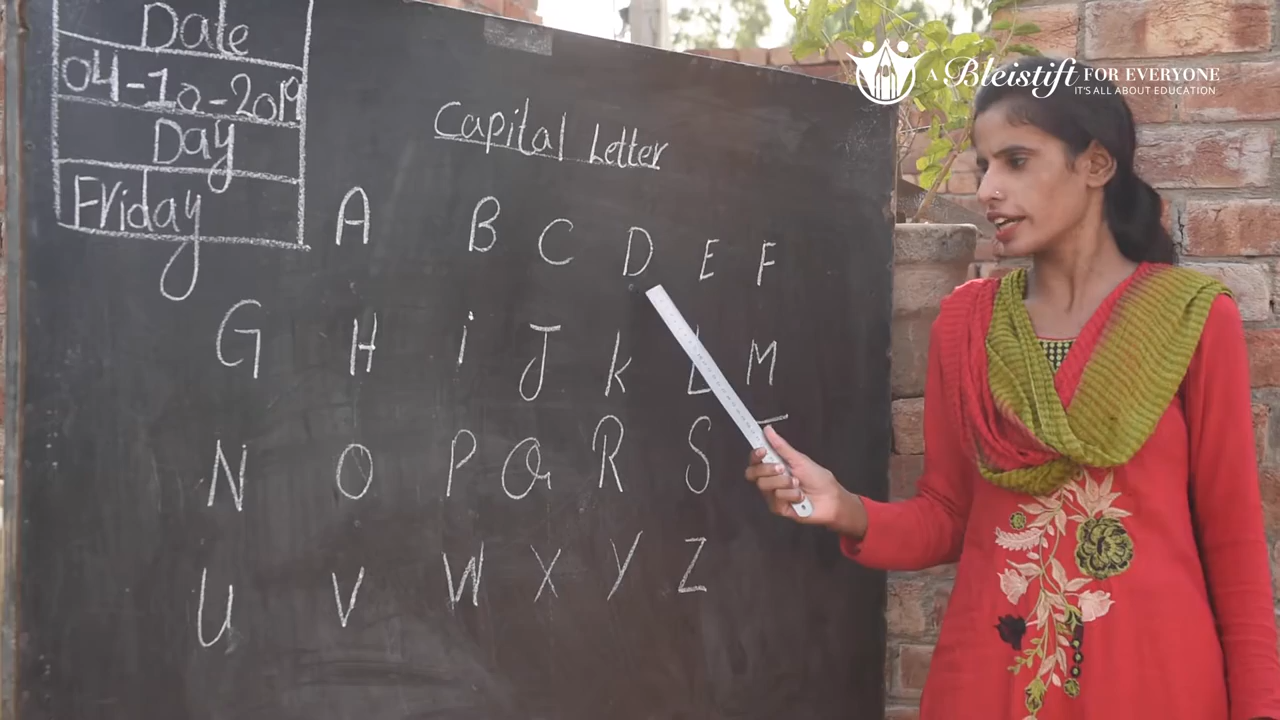 Date
04-10-2019
Day
Friday
Capital Letter
A B C D E F
G H i J k L M
N O P Q R S T
U V W X Y Z
A Bleistift FOR EVERYONE
IT'S ALL ABOUT EDUCATION